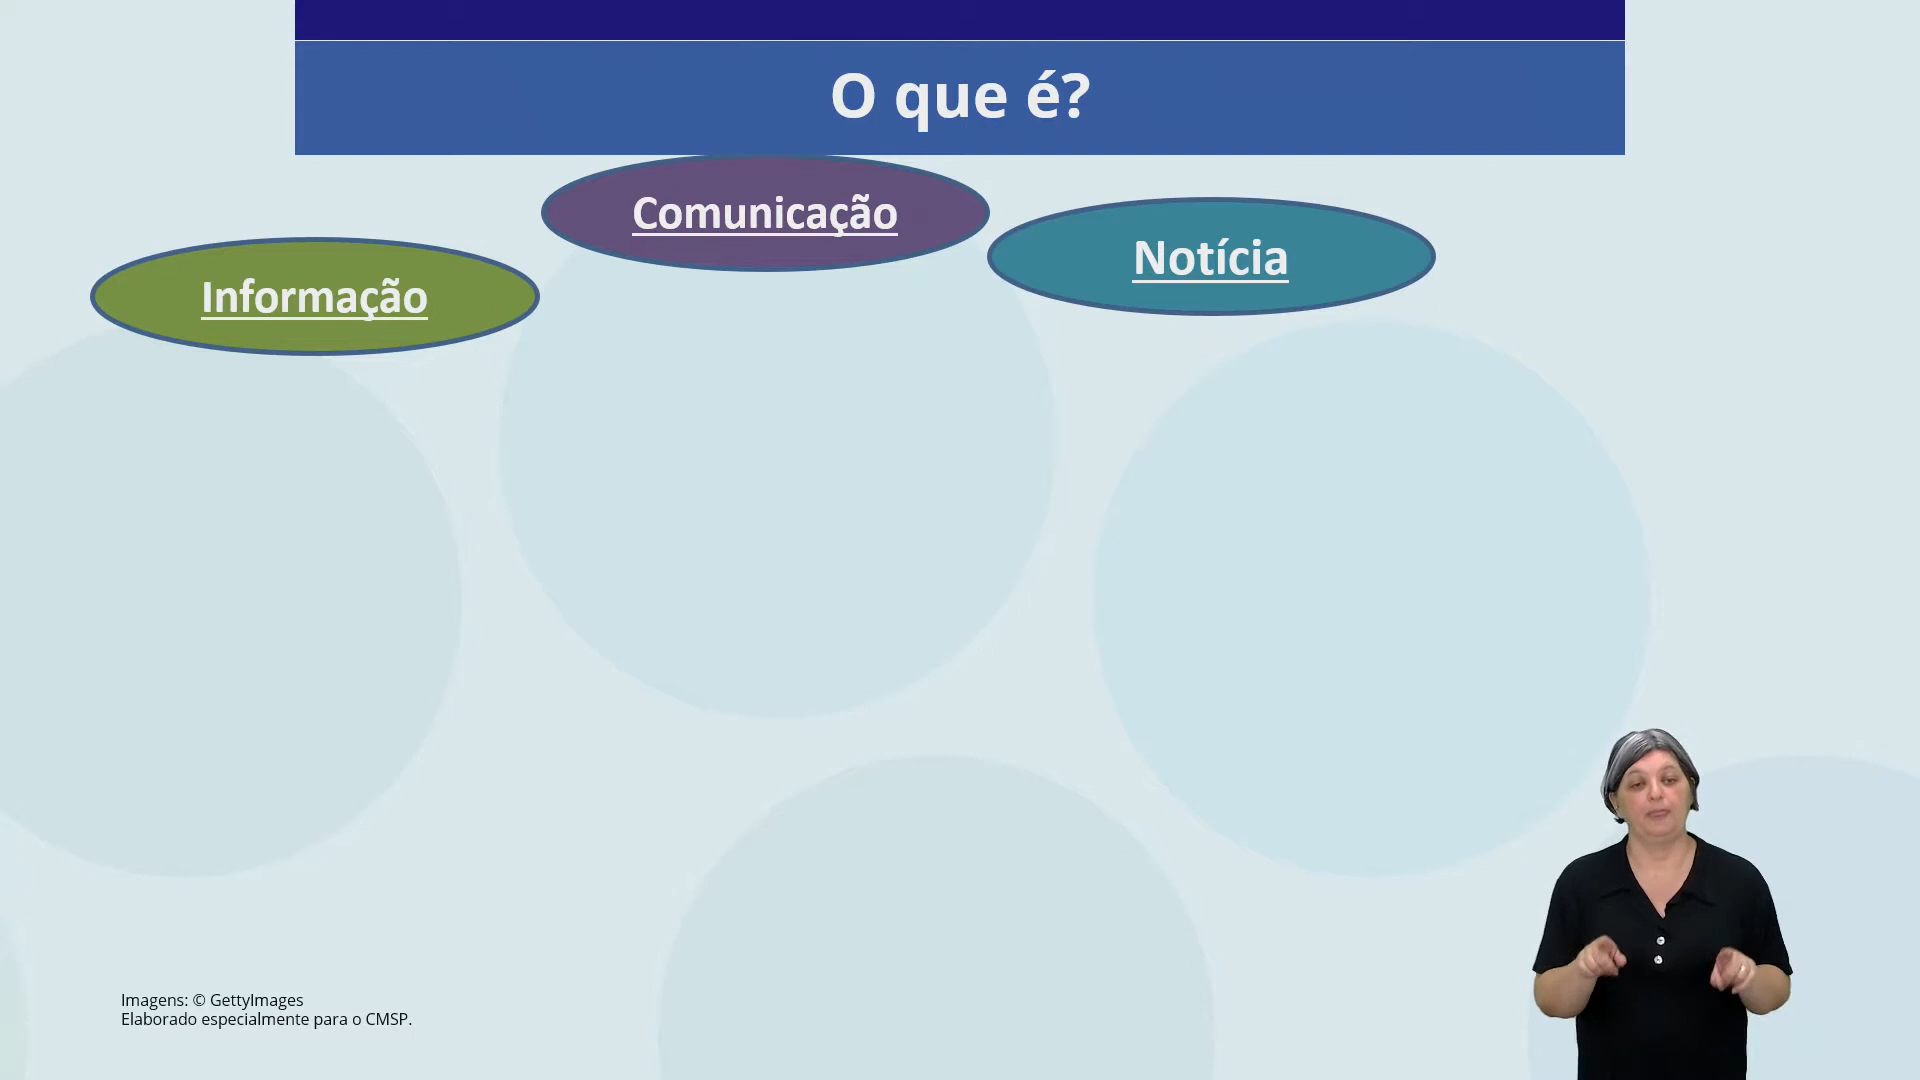 O que é?
Comunicação
Notícia
Informação
Imagens: © GettyImages
Elaborado especialmente para o CMSP.